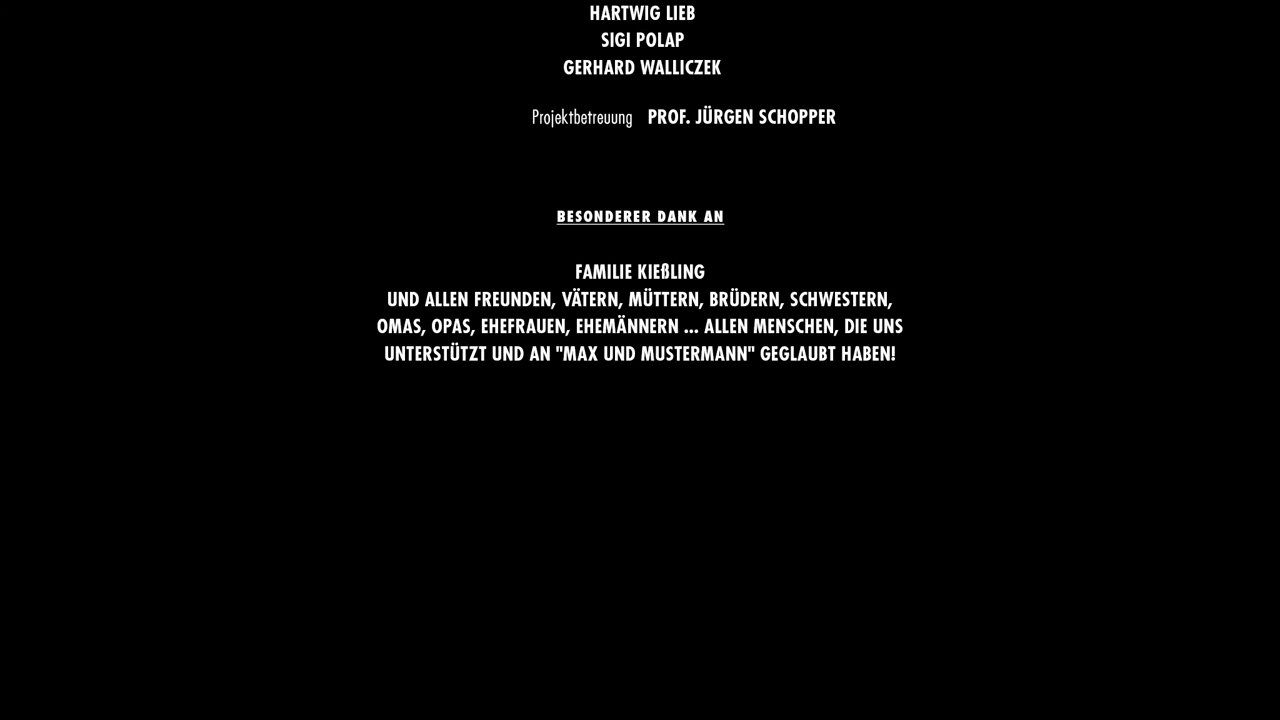 HARTWIG LIEB
SIGI POLAP
GERHARD WALLICZEK
Projektbetreuung PROF. JÜRGEN SCHOPPER
BESONDERER DANK AN
FAMILIE KIEßLING
UND ALLEN FREUNDEN, VÄTERN, MÜTTERN, BRÜDERN, SCHWESTERN,
OMAS, OPAS, EHEFRAUEN, EHEMÄNNERN ... ALLEN MENSCHEN, DIE UNS
UNTERSTÜTZT UND AN "MAX UND MUSTERMANN" GEGLAUBT HABEN!